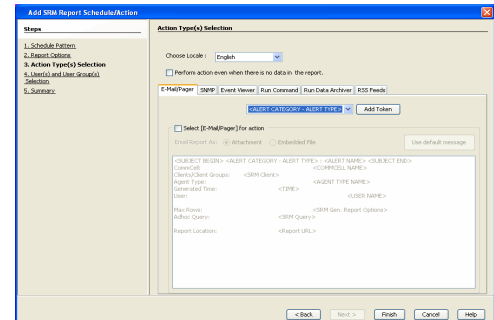 Add SRM Report Schedule/Action
Steps
1. Schedule Pattern
2. Report Options
3. Action Type(s) Selection
4. User(s) and User Group(s)
Selection
5. Summary
Action Type(s) Selection
Choose Locale : English
Perform action even when there is no data in the report.
E-Mail/Pager SNMP Event Viewer Run Command Run Data Archiver RSS Feeds
<ALERT CATEGORY - ALERT TYPE> Add Token
Select [E-Mail/Pager] for action
Email Report As: Attachment Embedded File Use default message
<SUBJECT BEGIN> <ALERT CATEGORY - ALERT TYPE> : <ALERT NAME> <SUBJECT END>
CommCell: <COMMCELL NAME>
Clients/Client Groups: <SRM Client>
Agent Type: <AGENT TYPE NAME>
Generated Time: <TIME>
User: <USER NAME>
Max Rows: <SRM Gen. Report Options>
Adhoc Query: <SRM Query>
Report Location: <Report URL>
< Back Next > Finish Cancel Help